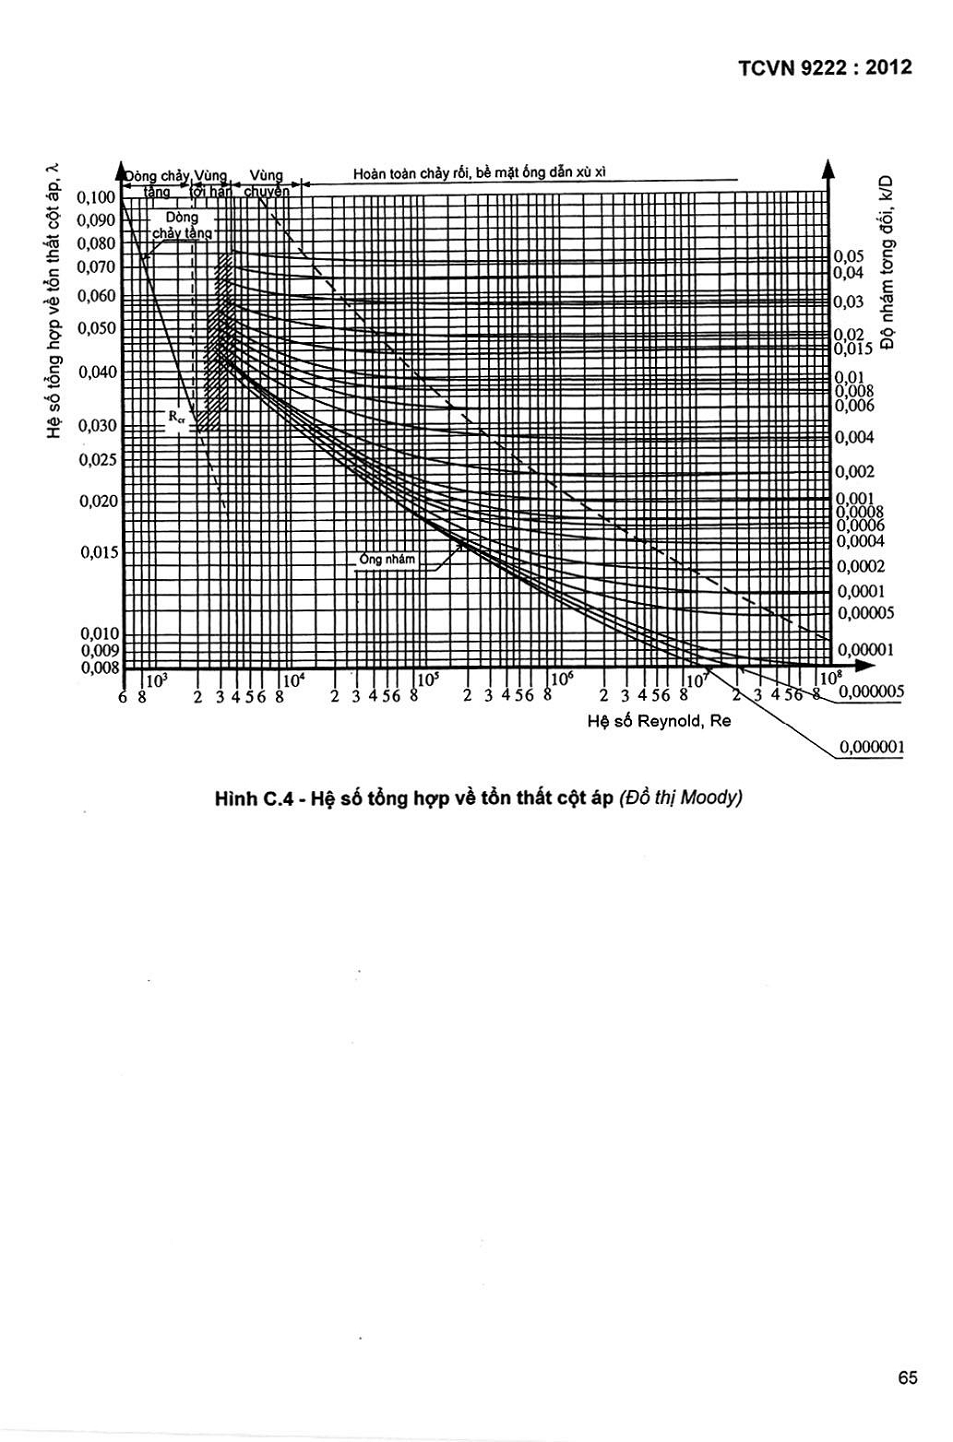 TCVN 9222 : 2012
Hệ số tổng hợp về tổn thất cột áp, λ
Dòng chảy tầng
Vùng tới hạn
Vùng chuyển
Hoàn toàn chảy rối, bề mặt ống dẫn xù xì
Dòng chảy tầng
0,100
0,090
0,080
0,070
0,060
0,050
0,040
0,030
0,025
0,020
0,015
0,010
0,009
0,008
Rcr
Ống nhám
Độ nhám tong đối, k/D
0,05
0,04
0,03
0,02
0,015
0,01
0,008
0,006
0,004
0,002
0,001
0,0008
0,0006
0,0004
0,0002
0,0001
0,00005
0,00001
0,000005
0,000001
6 8 10³ 2 3 4 5 6 8 10⁴ 2 3 4 5 6 8 10⁵ 2 3 4 5 6 8 10⁶ 2 3 4 5 6 8 10⁷ 2 3 4 5 6 8 10⁸
Hệ số Reynold, Re
Hình C.4 - Hệ số tổng hợp về tổn thất cột áp (Đồ thị Moody)
65